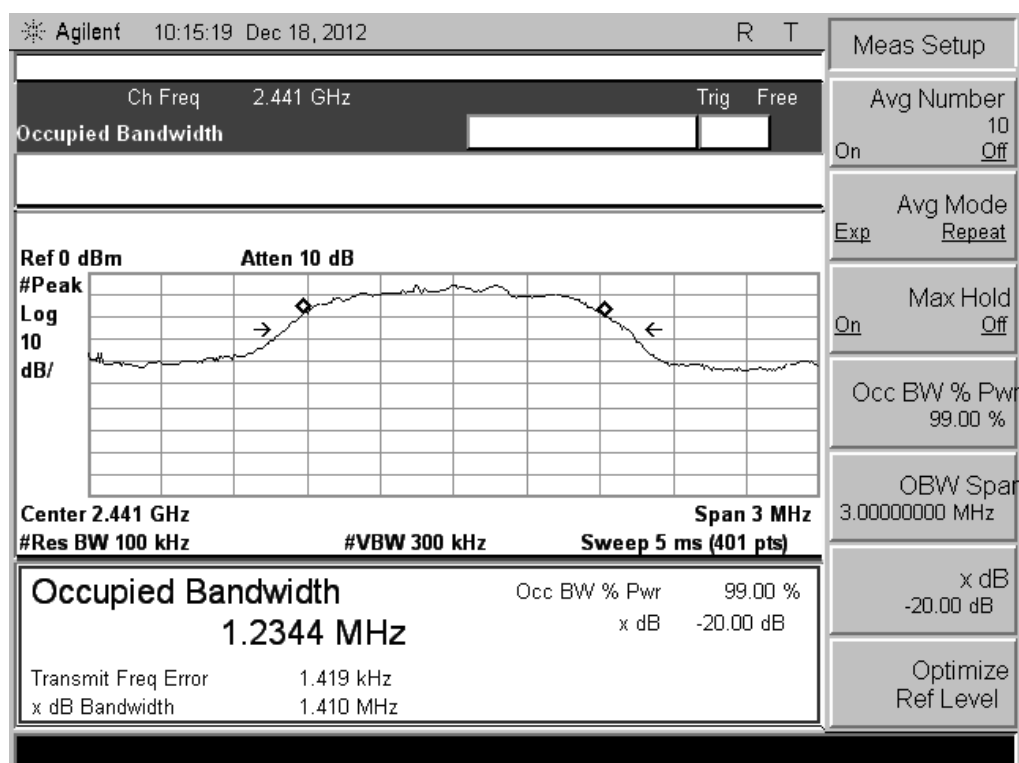 Agilent 10:15:19 Dec 18, 2012 R T
Ch Freq 2.441 GHz Trig Free
Occupied Bandwidth
Ref 0 dBm Atten 10 dB
#Peak
Log
10
dB/
Center 2.441 GHz Span 3 MHz
#Res BW 100 kHz #VBW 300 kHz Sweep 5 ms (401 pts)
Occupied Bandwidth Occ BW % Pwr 99.00 %
1.2344 MHz x dB -20.00 dB
Transmit Freq Error 1.419 kHz
x dB Bandwidth 1.410 MHz
Meas Setup
Avg Number
10
On Off
Avg Mode
Exp Repeat
Max Hold
On Off
Occ BW % Pwr
99.00 %
OBW Span
3.00000000 MHz
x dB
-20.00 dB
Optimize
Ref Level